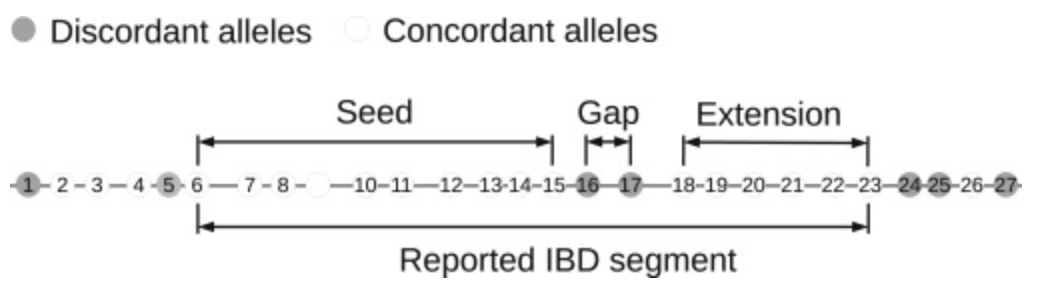 Discordant alleles Concordant alleles
Seed Gap Extension
1 2 3 4 5 6 7 8 10 11 12 13 14 15 16 17 18 19 20 21 22 23 24 25 26 27
Reported IBD segment